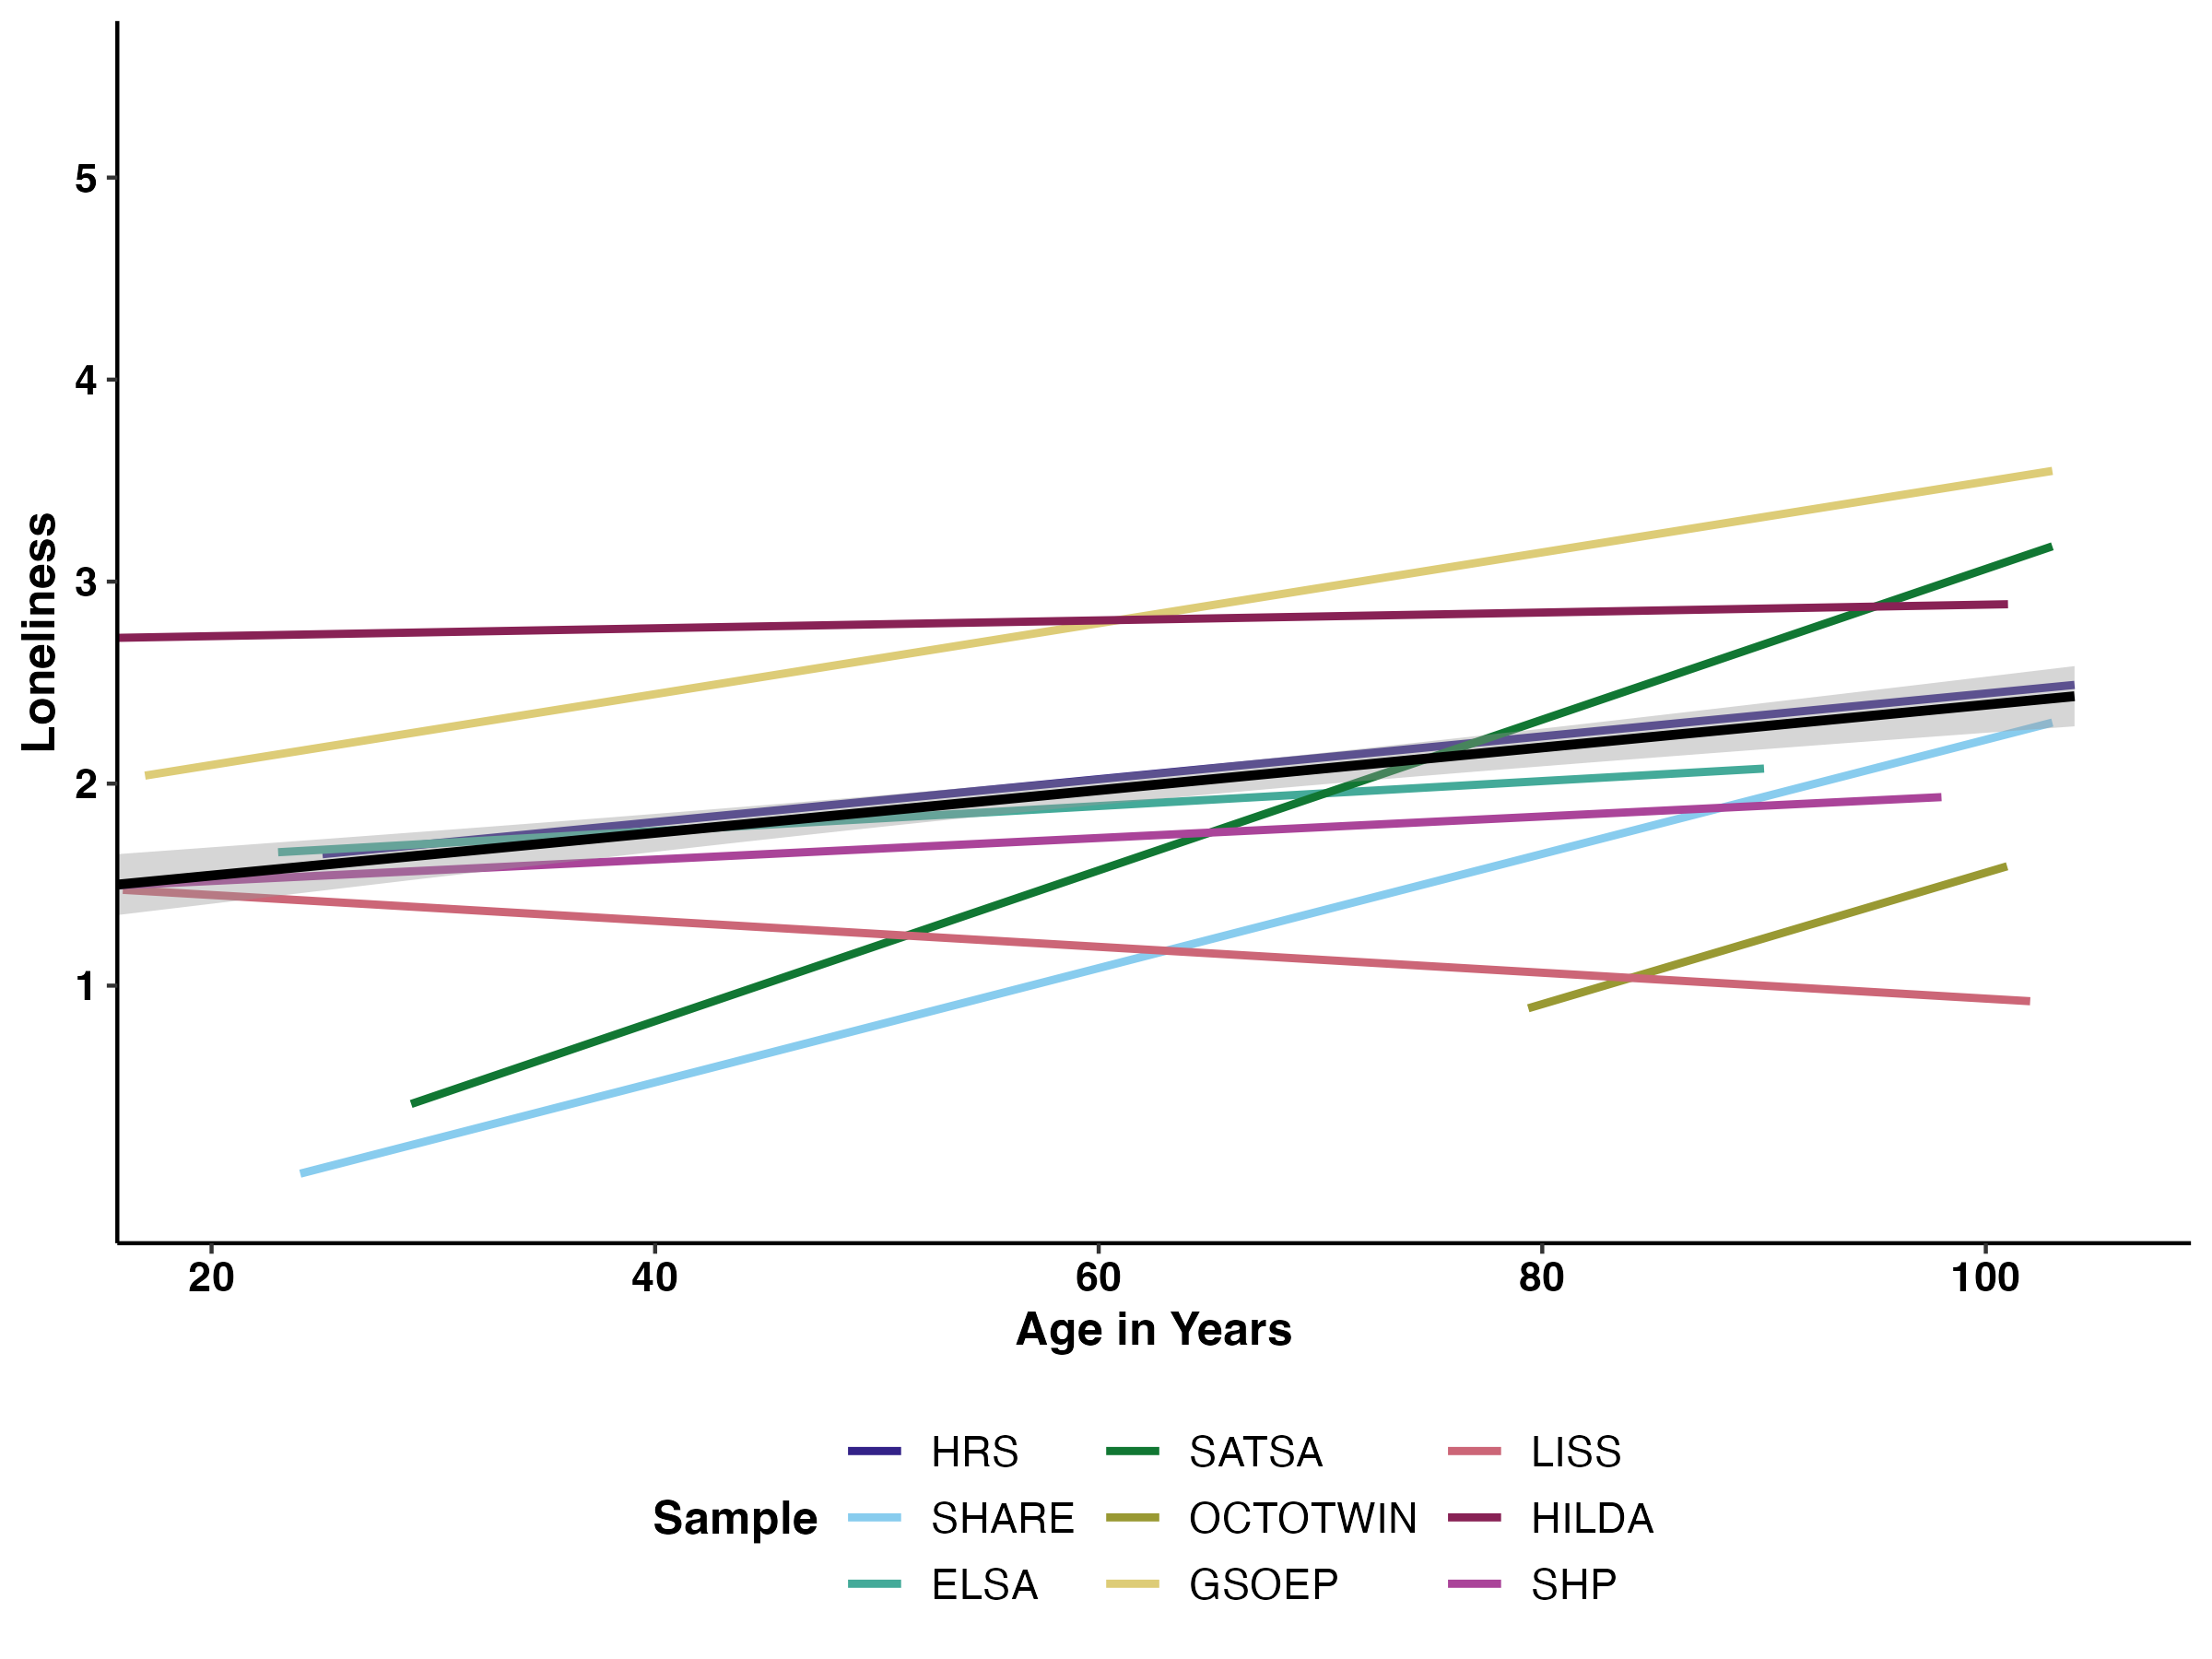 Loneliness
5
4
3
2
1
20 40 60 80 100
Age in Years
Sample
HRS SATSA LISS
SHARE OCTOTWIN HILDA
ELSA GSOEP SHP